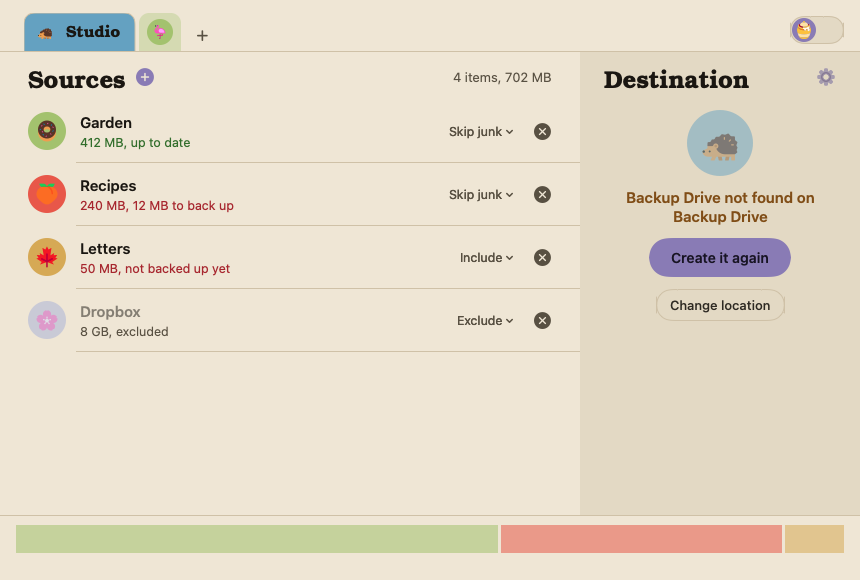 Studio
+
Sources
4 items, 702 MB
Garden
412 MB, up to date
Skip junk
Recipes
240 MB, 12 MB to back up
Skip junk
Letters
50 MB, not backed up yet
Include
Dropbox
8 GB, excluded
Exclude
Destination
Backup Drive not found on
Backup Drive
Create it again
Change location